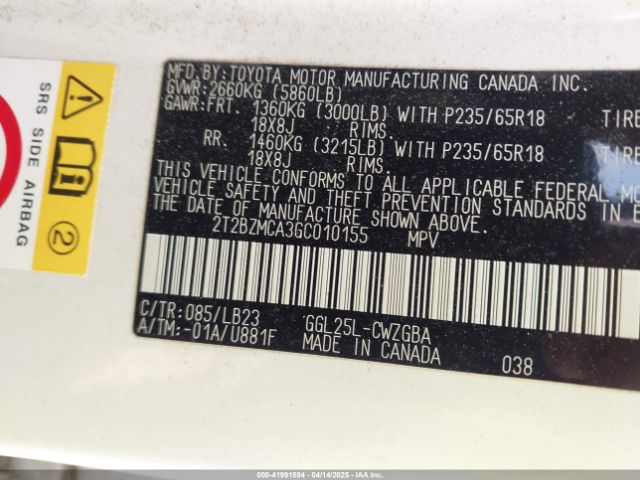 MFD.BY:TOYOTA MOTOR MANUFACTURING CANADA INC.
GVWR:2660KG (5860LB)
GAWR:FRT. 1360KG (3000LB) WITH P235/65R18 TIRE
18X8J RIMS.
RR. 1460KG (3215LB) WITH P235/65R18 TIRE
18X8J RIMS.
THIS VEHICLE CONFORMS TO ALL APPLICABLE FEDERAL MO
VEHICLE SAFETY AND THEFT PREVENTION STANDARDS IN E
THE DATE OF MANUFACTURE SHOWN ABOVE.
2T2BZMCA3GC010155 MPV
C/TR:085/LB23 GGL25L-CWZGBA
A/TM:-01A/U881F MADE IN CANADA
038
SRS SIDE AIRBAG
2
000-41991594 - 04/14/2025 - IAA Inc.